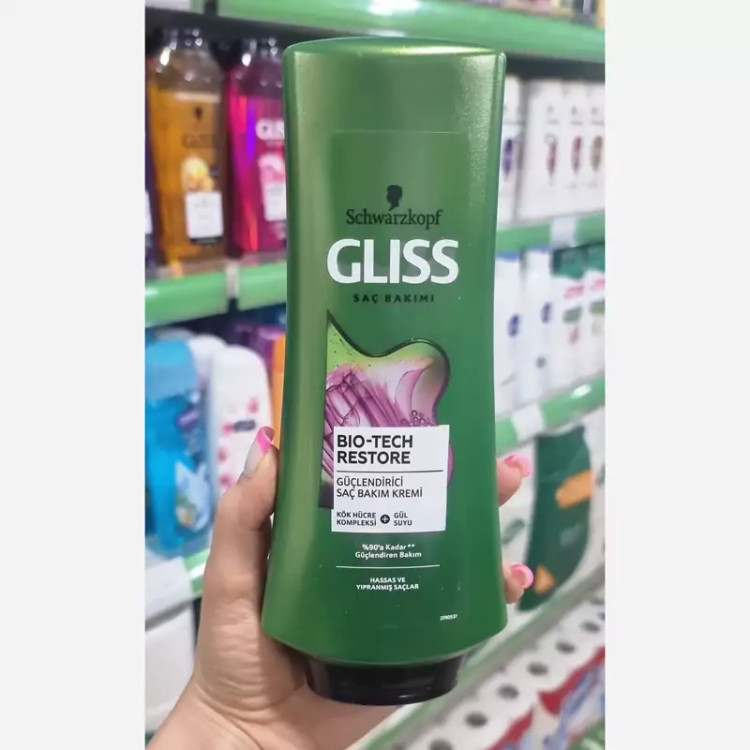 Schwarzkopf
GLISS
SAÇ BAKIMI
BIO-TECH
RESTORE
GÜÇLENDİRİCİ
SAÇ BAKIM KREMİ
KÖK HÜCRE
KOMPLEKSİ + GÜL
SUYU
%90'a Kadar**
Güçlendiren Bakım
HASSAS VE
YIPRANMIŞ SAÇLAR
GLISS